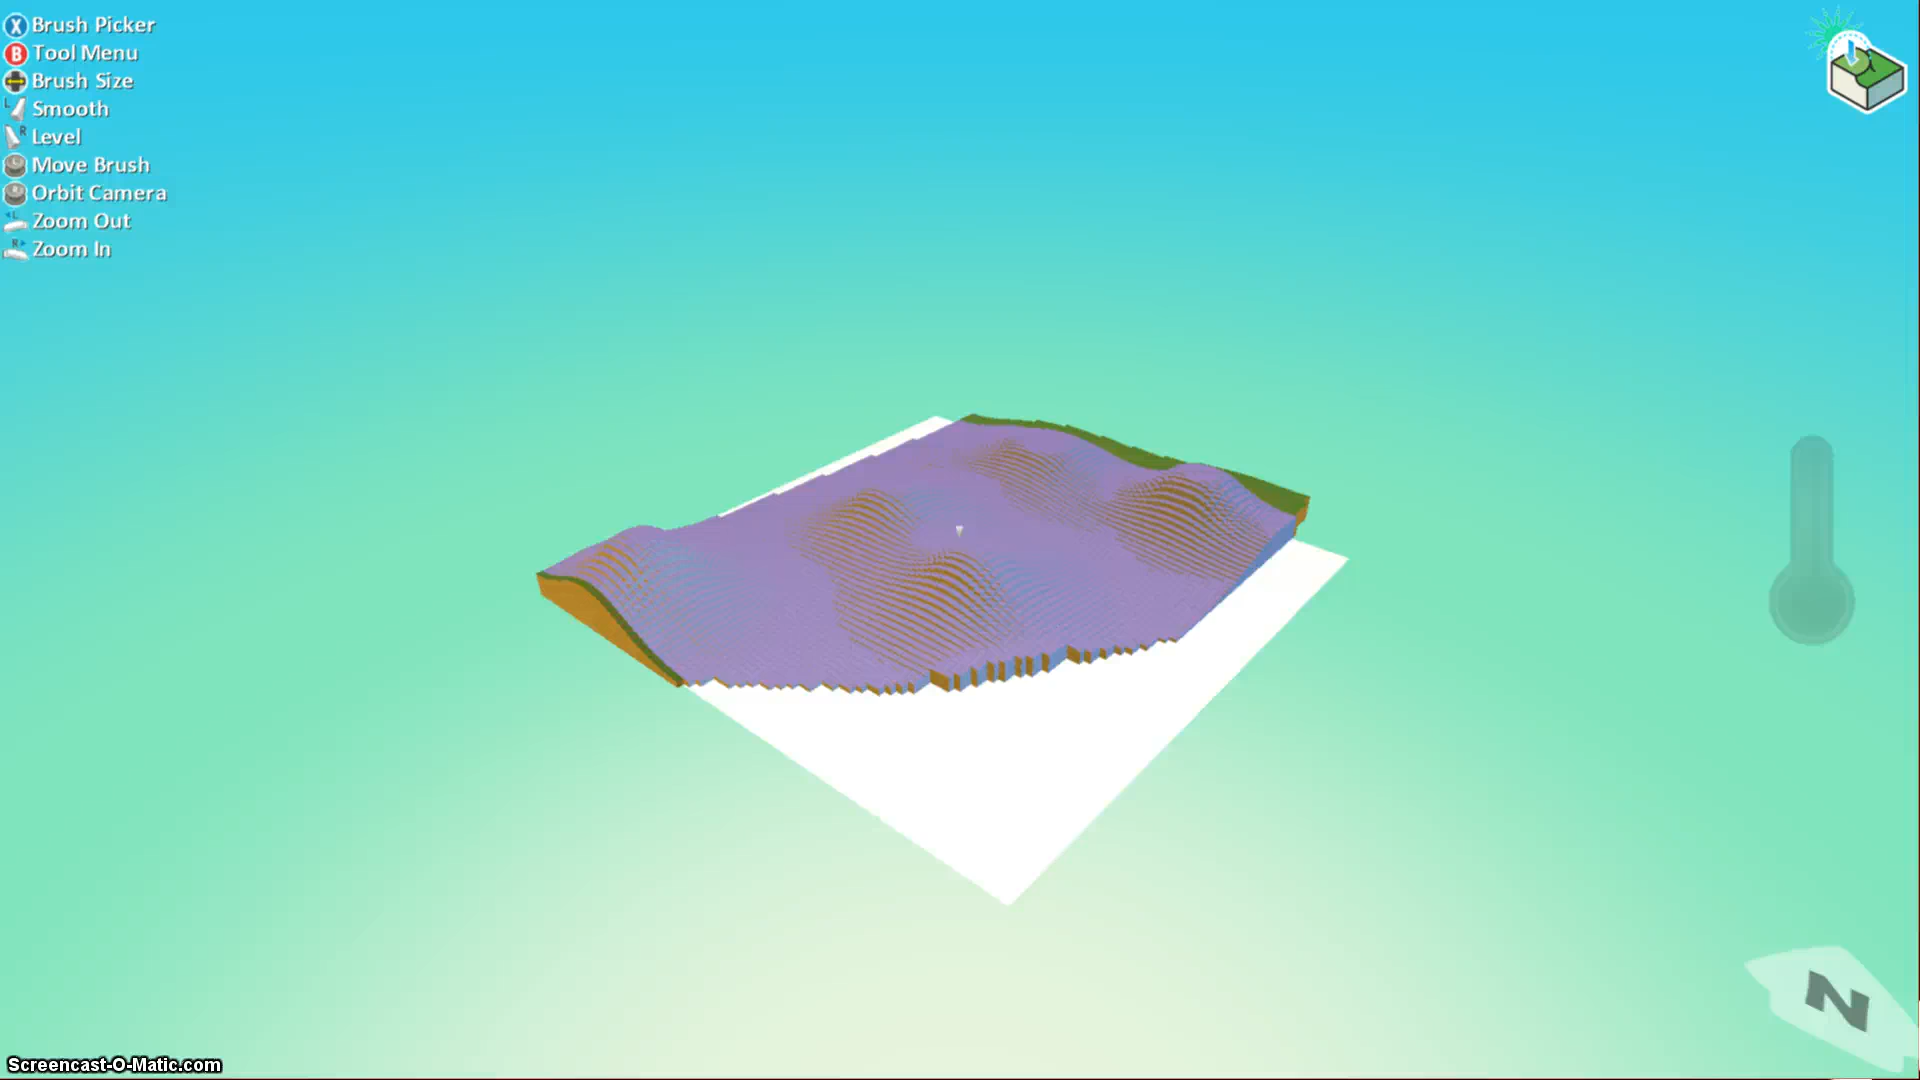 X Brush Picker
B Tool Menu
Brush Size
L Smooth
R Level
L Move Brush
R Orbit Camera
L Zoom Out
R Zoom In
N
Screencast-O-Matic.com